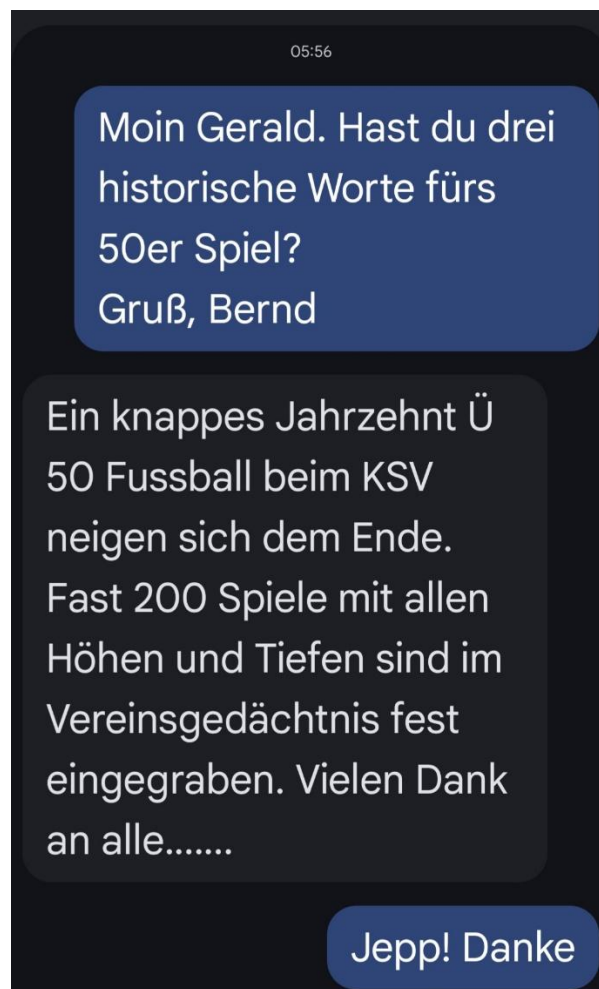 05:56
Moin Gerald. Hast du drei
historische Worte fürs
50er Spiel?
Gruß, Bernd
Ein knappes Jahrzehnt Ü
50 Fussball beim KSV
neigen sich dem Ende.
Fast 200 Spiele mit allen
Höhen und Tiefen sind im
Vereinsgedächtnis fest
eingegraben. Vielen Dank
an alle.......
Jepp! Danke